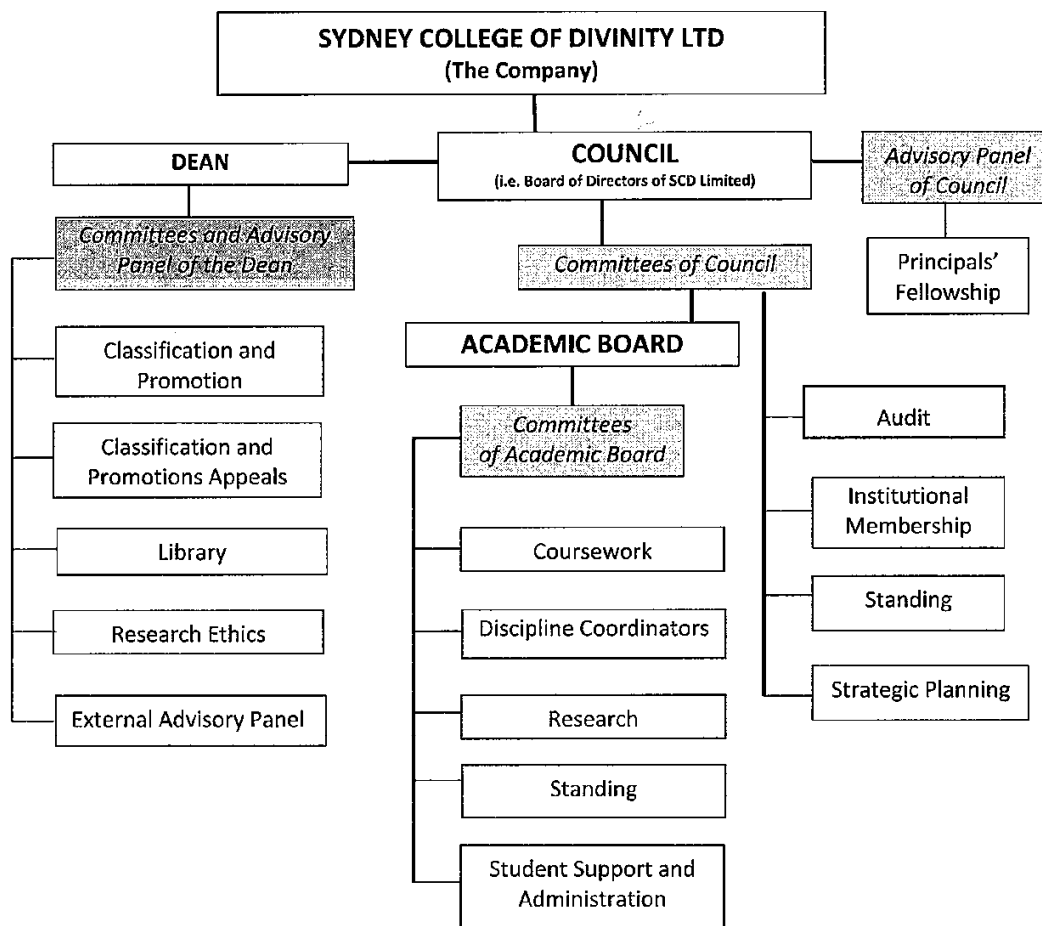 SYDNEY COLLEGE OF DIVINITY LTD
(The Company)
DEAN
COUNCIL
(i.e. Board of Directors of SCD Limited)
Advisory Panel
of Council
Committees and Advisory
Panel of the Dean
Committees of Council
Principals’
Fellowship
ACADEMIC BOARD
Classification and
Promotion
Committees
of Academic Board
Audit
Classification and
Promotions Appeals
Institutional
Membership
Library
Coursework
Standing
Research Ethics
Discipline Coordinators
Strategic Planning
External Advisory Panel
Research
Standing
Student Support and
Administration